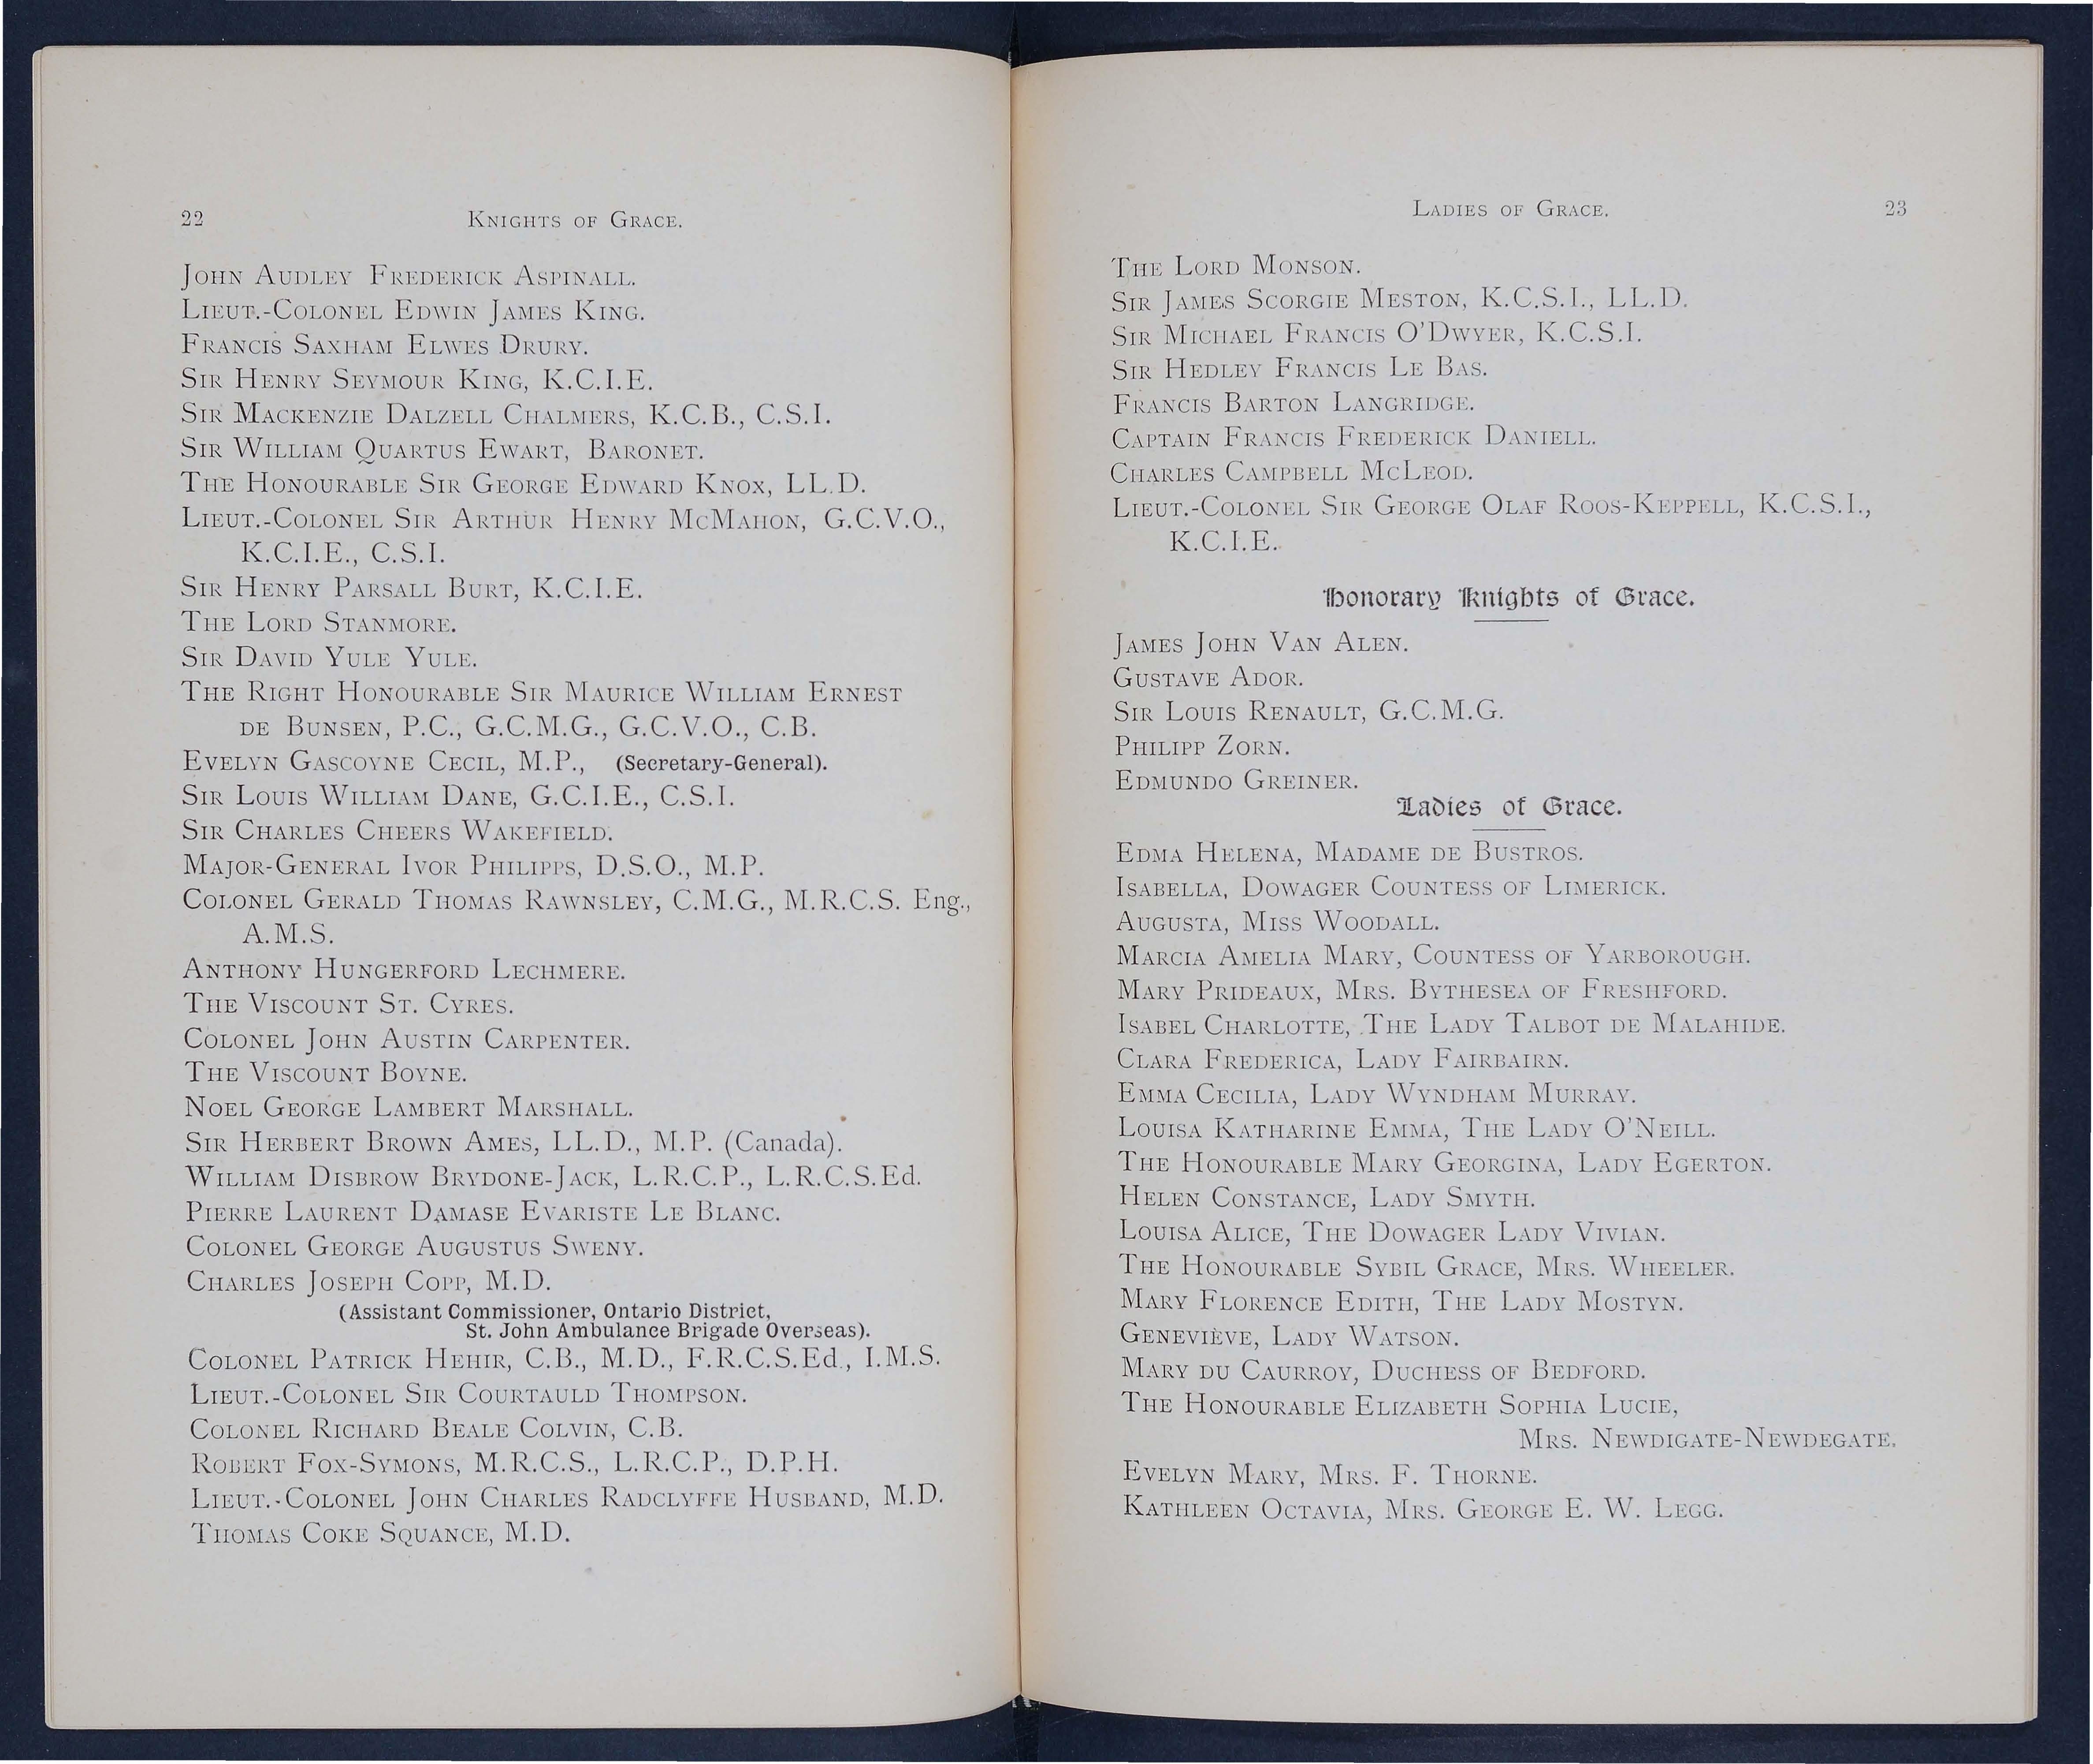 22 Knights of Grace.
John Audley Frederick Aspinall.
Lieut.-Colonel Edwin James King.
Francis Saxham Elwes Drury.
Sir Henry Seymour King, K.C.I.E.
Sir Mackenzie Dalzell Chalmers, K.C.B., C.S.I.
Sir William Quartus Ewart, Baronet.
The Honourable Sir George Edward Knox, LL.D.
Lieut.-Colonel Sir Arthur Henry McMahon, G.C.V.O.,
K.C.I.E., C.S.I.
Sir Henry Parsall Burt, K.C.I.E.
The Lord Stanmore.
Sir David Yule Yule.
The Right Honourable Sir Maurice William Ernest
de Bunsen, P.C., G.C.M.G., G.C.V.O., C.B.
Evelyn Gascoyne Cecil, M.P., (Secretary-General).
Sir Louis William Dane, G.C.I.E., C.S.I.
Sir Charles Cheers Wakefield.
Major-General Ivor Philipps, D.S.O., M.P.
Colonel Gerald Thomas Rawnsley, C.M.G., M.R.C.S. Eng.,
A.M.S.
Anthony Hungerford Lechmere.
The Viscount St. Cyres.
Colonel John Austin Carpenter.
The Viscount Boyne.
Noel George Lambert Marshall.
Sir Herbert Brown Ames, LL.D., M.P. (Canada).
William Disbrow Brydone-Jack, L.R.C.P., L.R.C.S.Ed.
Pierre Laurent Damase Evariste Le Blanc.
Colonel George Augustus Sweny.
Charles Joseph Copp, M.D.
(Assistant Commissioner, Ontario District,
St. John Ambulance Brigade Overseas).
Colonel Patrick Hehir, C.B., M.D., F.R.C.S.Ed., I.M.S.
Lieut.-Colonel Sir Courtauld Thompson.
Colonel Richard Beale Colvin, C.B.
Robert Fox-Symons, M.R.C.S., L.R.C.P., D.P.H.
Lieut.-Colonel John Charles Radclyffe Husband, M.D.
Thomas Coke Squance, M.D.
Ladies of Grace. 23
The Lord Monson.
Sir James Scorgie Meston, K.C.S.I., LL.D.
Sir Michael Francis O'Dwyer, K.C.S.I.
Sir Hedley Francis Le Bas.
Francis Barton Langridge.
Captain Francis Frederick Daniell.
Charles Campbell McLeod.
Lieut.-Colonel Sir George Olaf Roos-Keppell, K.C.S.I.,
K.C.I.E.
Honorary Knights of Grace.
James John Van Alen.
Gustave Ador.
Sir Louis Renault, G.C.M.G.
Philipp Zorn.
Edmundo Greiner.
Ladies of Grace.
Edma Helena, Madame de Bustros.
Isabella, Dowager Countess of Limerick.
Augusta, Miss Woodall.
Marcia Amelia Mary, Countess of Yarborough.
Mary Prideaux, Mrs. Bythesea of Freshford.
Isabel Charlotte, The Lady Talbot de Malahide.
Clara Frederica, Lady Fairbairn.
Emma Cecilia, Lady Wyndham Murray.
Louisa Katharine Emma, The Lady O'Neill.
The Honourable Mary Georgina, Lady Egerton.
Helen Constance, Lady Smyth.
Louisa Alice, The Dowager Lady Vivian.
The Honourable Sybil Grace, Mrs. Wheeler.
Mary Florence Edith, The Lady Mostyn.
Geneviève, Lady Watson.
Mary du Caurroy, Duchess of Bedford.
The Honourable Elizabeth Sophia Lucie,
Mrs. Newdigate-Newdegate.
Evelyn Mary, Mrs. F. Thorne.
Kathleen Octavia, Mrs. George E. W. Legg.